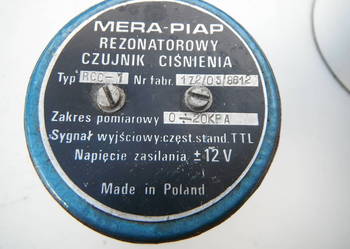 MERA-PIAP
REZONATOROWY
CZUJNIK CIŚNIENIA
Typ RCC-1 Nr fabr. 172/03/8612
Zakres pomiarowy 0÷20KPA
Sygnał wyjściowy:częst.stand.TTL
Napięcie zasilania ±12V
Made in Poland